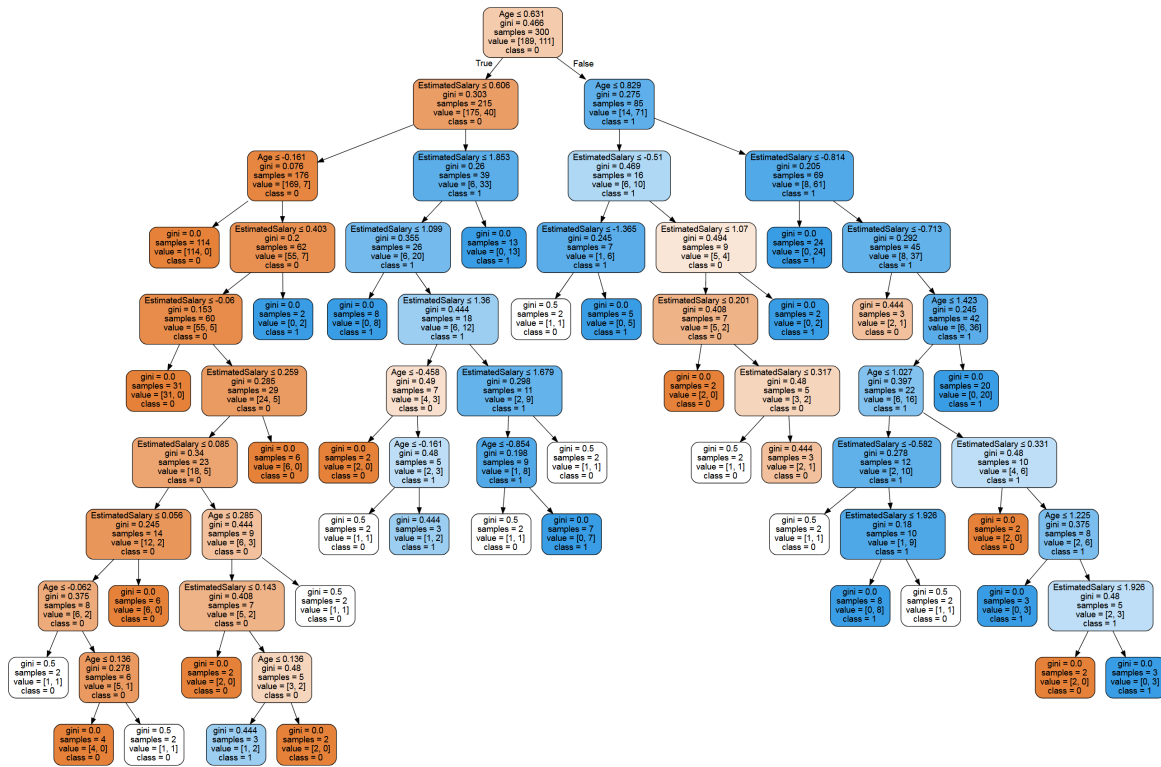 Age ≤ 0.631
gini = 0.466
samples = 300
value = [189, 111]
class = 0
True
False
EstimatedSalary ≤ 0.606
gini = 0.303
samples = 215
value = [175, 40]
class = 0
Age ≤ 0.829
gini = 0.275
samples = 85
value = [14, 71]
class = 1
Age ≤ -0.161
gini = 0.076
samples = 176
value = [169, 7]
class = 0
EstimatedSalary ≤ 1.853
gini = 0.26
samples = 39
value = [6, 33]
class = 1
EstimatedSalary ≤ -0.51
gini = 0.469
samples = 16
value = [6, 10]
class = 1
EstimatedSalary ≤ -0.814
gini = 0.205
samples = 69
value = [8, 61]
class = 1
gini = 0.0
samples = 114
value = [114, 0]
class = 0
EstimatedSalary ≤ 0.403
gini = 0.2
samples = 62
value = [55, 7]
class = 0
EstimatedSalary ≤ 1.099
gini = 0.355
samples = 26
value = [6, 20]
class = 1
gini = 0.0
samples = 13
value = [0, 13]
class = 1
EstimatedSalary ≤ -1.365
gini = 0.245
samples = 7
value = [1, 6]
class = 1
EstimatedSalary ≤ 1.07
gini = 0.494
samples = 9
value = [5, 4]
class = 0
gini = 0.0
samples = 24
value = [0, 24]
class = 1
EstimatedSalary ≤ -0.713
gini = 0.292
samples = 45
value = [8, 37]
class = 1
EstimatedSalary ≤ -0.06
gini = 0.153
samples = 60
value = [55, 5]
class = 0
gini = 0.0
samples = 2
value = [0, 2]
class = 1
gini = 0.0
samples = 8
value = [0, 8]
class = 1
EstimatedSalary ≤ 1.36
gini = 0.444
samples = 18
value = [6, 12]
class = 1
gini = 0.5
samples = 2
value = [1, 1]
class = 0
gini = 0.0
samples = 5
value = [0, 5]
class = 1
EstimatedSalary ≤ 0.201
gini = 0.408
samples = 7
value = [5, 2]
class = 0
gini = 0.0
samples = 2
value = [0, 2]
class = 1
gini = 0.444
samples = 3
value = [2, 1]
class = 0
Age ≤ 1.423
gini = 0.245
samples = 42
value = [6, 36]
class = 1
gini = 0.0
samples = 31
value = [31, 0]
class = 0
EstimatedSalary ≤ 0.259
gini = 0.285
samples = 29
value = [24, 5]
class = 0
Age ≤ -0.458
gini = 0.49
samples = 7
value = [4, 3]
class = 0
EstimatedSalary ≤ 1.679
gini = 0.298
samples = 11
value = [2, 9]
class = 1
gini = 0.0
samples = 2
value = [2, 0]
class = 0
EstimatedSalary ≤ 0.317
gini = 0.48
samples = 5
value = [3, 2]
class = 0
Age ≤ 1.027
gini = 0.397
samples = 22
value = [6, 16]
class = 1
gini = 0.0
samples = 20
value = [0, 20]
class = 1
EstimatedSalary ≤ 0.085
gini = 0.34
samples = 23
value = [18, 5]
class = 0
gini = 0.0
samples = 6
value = [6, 0]
class = 0
gini = 0.0
samples = 2
value = [2, 0]
class = 0
Age ≤ -0.161
gini = 0.48
samples = 5
value = [2, 3]
class = 1
Age ≤ -0.854
gini = 0.198
samples = 9
value = [1, 8]
class = 1
gini = 0.5
samples = 2
value = [1, 1]
class = 0
gini = 0.5
samples = 2
value = [1, 1]
class = 0
gini = 0.444
samples = 3
value = [2, 1]
class = 0
EstimatedSalary ≤ -0.582
gini = 0.278
samples = 12
value = [2, 10]
class = 1
EstimatedSalary ≤ 0.331
gini = 0.48
samples = 10
value = [4, 6]
class = 1
EstimatedSalary ≤ 0.056
gini = 0.245
samples = 14
value = [12, 2]
class = 0
Age ≤ 0.285
gini = 0.444
samples = 9
value = [6, 3]
class = 0
gini = 0.5
samples = 2
value = [1, 1]
class = 0
gini = 0.444
samples = 3
value = [1, 2]
class = 1
gini = 0.5
samples = 2
value = [1, 1]
class = 0
gini = 0.0
samples = 7
value = [0, 7]
class = 1
gini = 0.5
samples = 2
value = [1, 1]
class = 0
EstimatedSalary ≤ 1.926
gini = 0.18
samples = 10
value = [1, 9]
class = 1
gini = 0.0
samples = 2
value = [2, 0]
class = 0
Age ≤ 1.225
gini = 0.375
samples = 8
value = [2, 6]
class = 1
Age ≤ -0.062
gini = 0.375
samples = 8
value = [6, 2]
class = 0
gini = 0.0
samples = 6
value = [6, 0]
class = 0
EstimatedSalary ≤ 0.143
gini = 0.408
samples = 7
value = [5, 2]
class = 0
gini = 0.5
samples = 2
value = [1, 1]
class = 0
gini = 0.0
samples = 8
value = [0, 8]
class = 1
gini = 0.5
samples = 2
value = [1, 1]
class = 0
gini = 0.0
samples = 3
value = [0, 3]
class = 1
EstimatedSalary ≤ 1.926
gini = 0.48
samples = 5
value = [2, 3]
class = 1
gini = 0.5
samples = 2
value = [1, 1]
class = 0
Age ≤ 0.136
gini = 0.278
samples = 6
value = [5, 1]
class = 0
gini = 0.0
samples = 2
value = [2, 0]
class = 0
Age ≤ 0.136
gini = 0.48
samples = 5
value = [3, 2]
class = 0
gini = 0.0
samples = 2
value = [2, 0]
class = 0
gini = 0.0
samples = 3
value = [0, 3]
class = 1
gini = 0.0
samples = 4
value = [4, 0]
class = 0
gini = 0.5
samples = 2
value = [1, 1]
class = 0
gini = 0.444
samples = 3
value = [1, 2]
class = 1
gini = 0.0
samples = 2
value = [2, 0]
class = 0